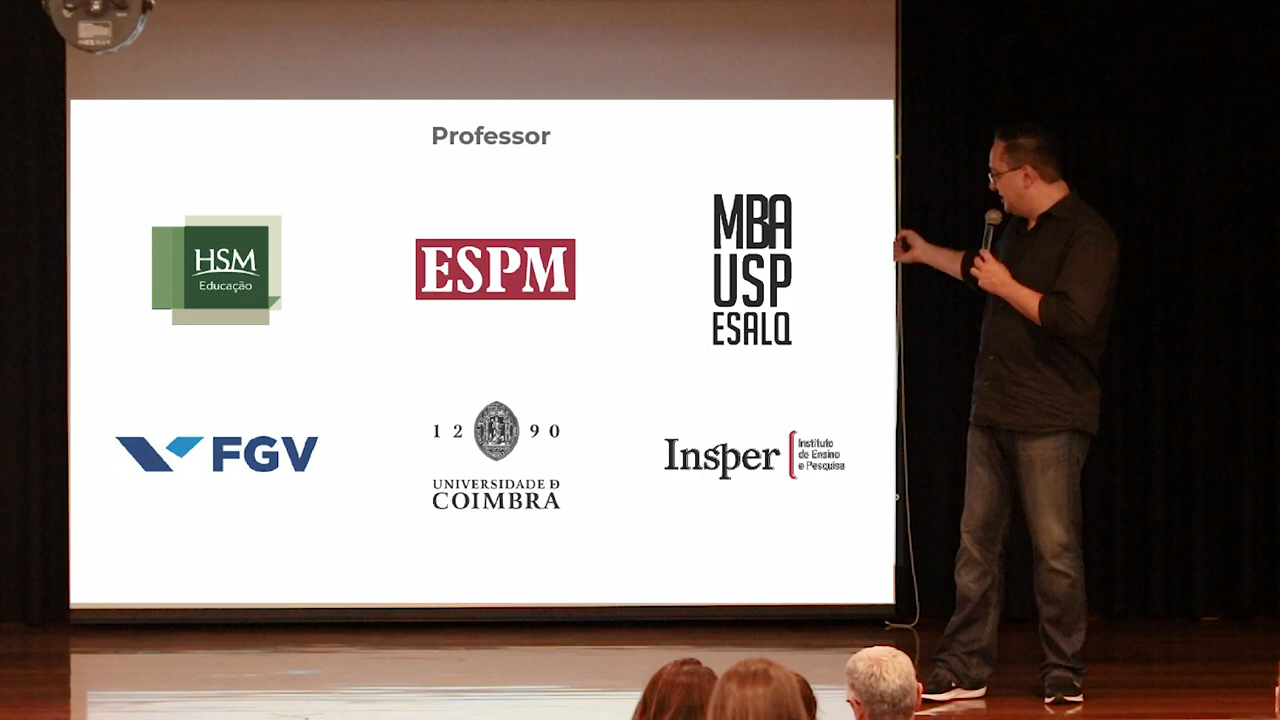 Professor
HSM
Educação
ESPM
MBA
USP
ESALQ
FGV
1 2 9 0
UNIVERSIDADE Ð
COIMBRA
Insper
Instituto
de Ensino
e Pesquisa